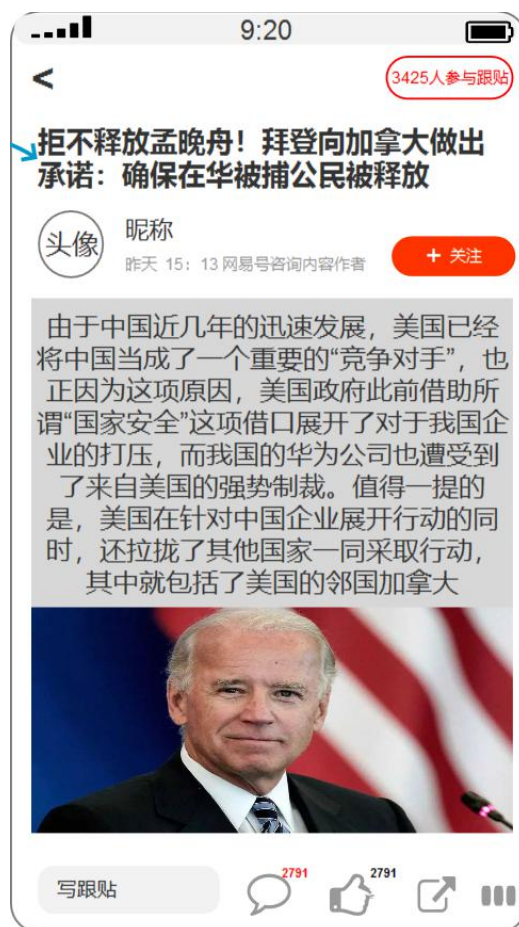 9:20
<
3425人参与跟贴
拒不释放孟晚舟！拜登向加拿大做出
承诺：确保在华被捕公民被释放
头像
昵称
昨天 15：13 网易号咨询内容作者
+ 关注
由于中国近几年的迅速发展，美国已经
将中国当成了一个重要的“竞争对手”，也
正因为这项原因，美国政府此前借助所
谓“国家安全”这项借口展开了对于我国企
业的打压，而我国的华为公司也遭受到
了来自美国的强势制裁。值得一提的
是，美国在针对中国企业展开行动的同
时，还拉拢了其他国家一同采取行动，
其中就包括了美国的邻国加拿大
写跟贴
2791
2791